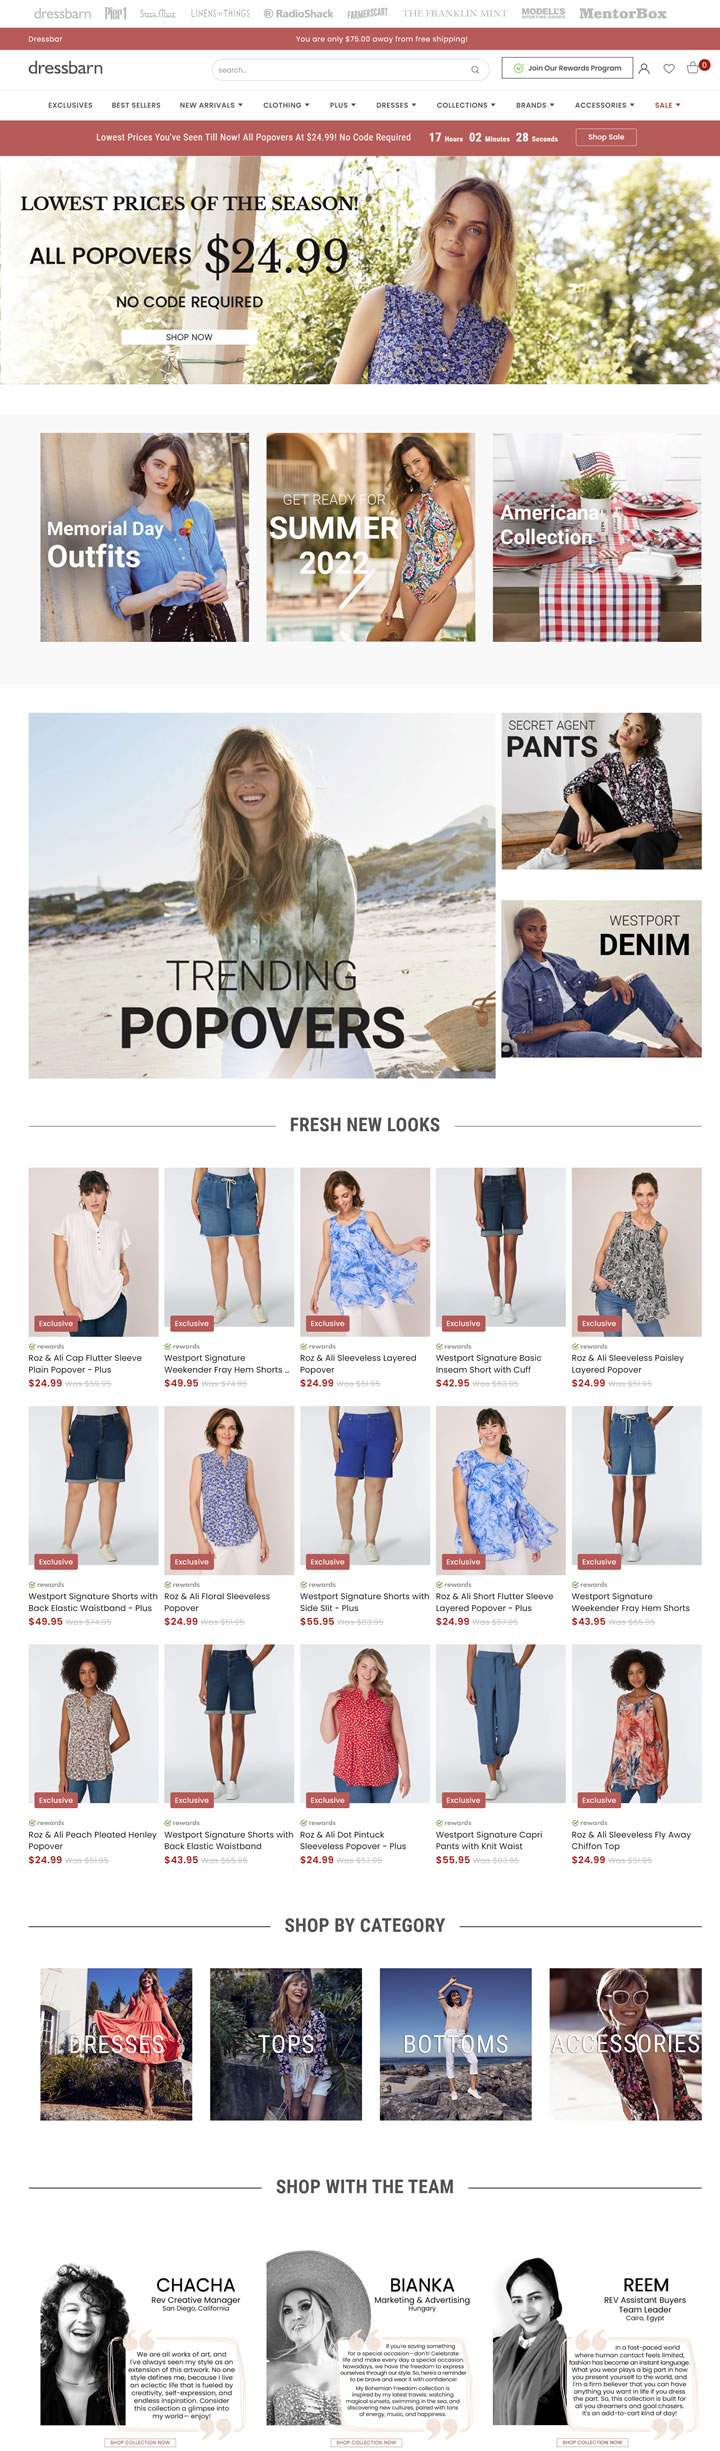 dressbarn Pier1 Stein Mart LINENS N THINGS RadioShack FARMERSCART THE FRANKLIN MINT MODELL'S SPORTING GOODS MentorBox
Dressbar You are only $75.00 away from free shipping!
dressbarn search... Join Our Rewards Program 0
EXCLUSIVES BEST SELLERS NEW ARRIVALS CLOTHING PLUS DRESSES COLLECTIONS BRANDS ACCESSORIES SALE
Lowest Prices You've Seen Till Now! All Popovers At $24.99! No Code Required 17 Hours 02 Minutes 28 Seconds Shop Sale
LOWEST PRICES OF THE SEASON!
ALL POPOVERS $24.99
NO CODE REQUIRED
SHOP NOW
Memorial Day
Outfits
GET READY FOR
SUMMER
2022
Americana
Collection
TRENDING
POPOVERS
SECRET AGENT
PANTS
WESTPORT
DENIM
FRESH NEW LOOKS
Exclusive Exclusive Exclusive Exclusive Exclusive
rewards rewards rewards rewards rewards
Roz & Ali Cap Flutter Sleeve Westport Signature Roz & Ali Sleeveless Layered Westport Signature Basic Roz & Ali Sleeveless Paisley
Plain Popover - Plus Weekender Fray Hem Shorts ... Popover Inseam Short with Cuff Layered Popover
$24.99 Was $59.95 $49.95 Was $74.95 $24.99 Was $51.95 $42.95 Was $63.95 $24.99 Was $51.95
Exclusive Exclusive Exclusive Exclusive Exclusive
rewards rewards rewards rewards rewards
Westport Signature Shorts with Roz & Ali Floral Sleeveless Westport Signature Shorts with Roz & Ali Short Flutter Sleeve Westport Signature
Back Elastic Waistband - Plus Popover Side Slit - Plus Layered Popover - Plus Weekender Fray Hem Shorts
$49.95 Was $74.95 $24.99 Was $51.95 $55.95 Was $83.95 $24.99 Was $57.95 $43.95 Was $65.95
Exclusive Exclusive Exclusive Exclusive Exclusive
rewards rewards rewards rewards rewards
Roz & Ali Peach Pleated Henley Westport Signature Shorts with Roz & Ali Dot Pintuck Westport Signature Capri Roz & Ali Sleeveless Fly Away
Popover Back Elastic Waistband Sleeveless Popover - Plus Pants with Knit Waist Chiffon Top
$24.99 Was $51.95 $43.95 Was $65.95 $24.99 Was $57.95 $55.95 Was $83.95 $24.99 Was $51.95
SHOP BY CATEGORY
DRESSES TOPS BOTTOMS ACCESSORIES
SHOP WITH THE TEAM
CHACHA
Rev Creative Manager
San Diego, California
We are all works of art, and
I've always seen my style as an
extension of this artwork. No one
style defines me, because I live
an eclectic life that is fueled by
creativity, self-expression, and
endless inspiration. Consider
this collection a glimpse into
my world— enjoy!
SHOP COLLECTION NOW
BIANKA
Marketing & Advertising
Hungary
If you're saving something
for a special occasion—don't! Celebrate
life and make every day a special occasion.
Nowadays, we have the freedom to express
ourselves through our style. So, here's a reminder
to be brave and wear it with confidence!
My Bohemian Freedom collection is
inspired by my latest travels: watching
magical sunsets, swimming in the sea, and
discovering new cultures, paired with tons
of energy, music, and happiness.
SHOP COLLECTION NOW
REEM
REV Assistant Buyers
Team Leader
Cairo, Egypt
In a fast-paced world
where human contact feels limited,
fashion has become an instant language.
What you wear plays a big part in how
you present yourself to the world, and
I'm a firm believer that you can have
anything you want in life if you dress
the part. So, this collection is built for
all you dreamers and goal chasers.
It's an add-to-cart kind of day!
SHOP COLLECTION NOW